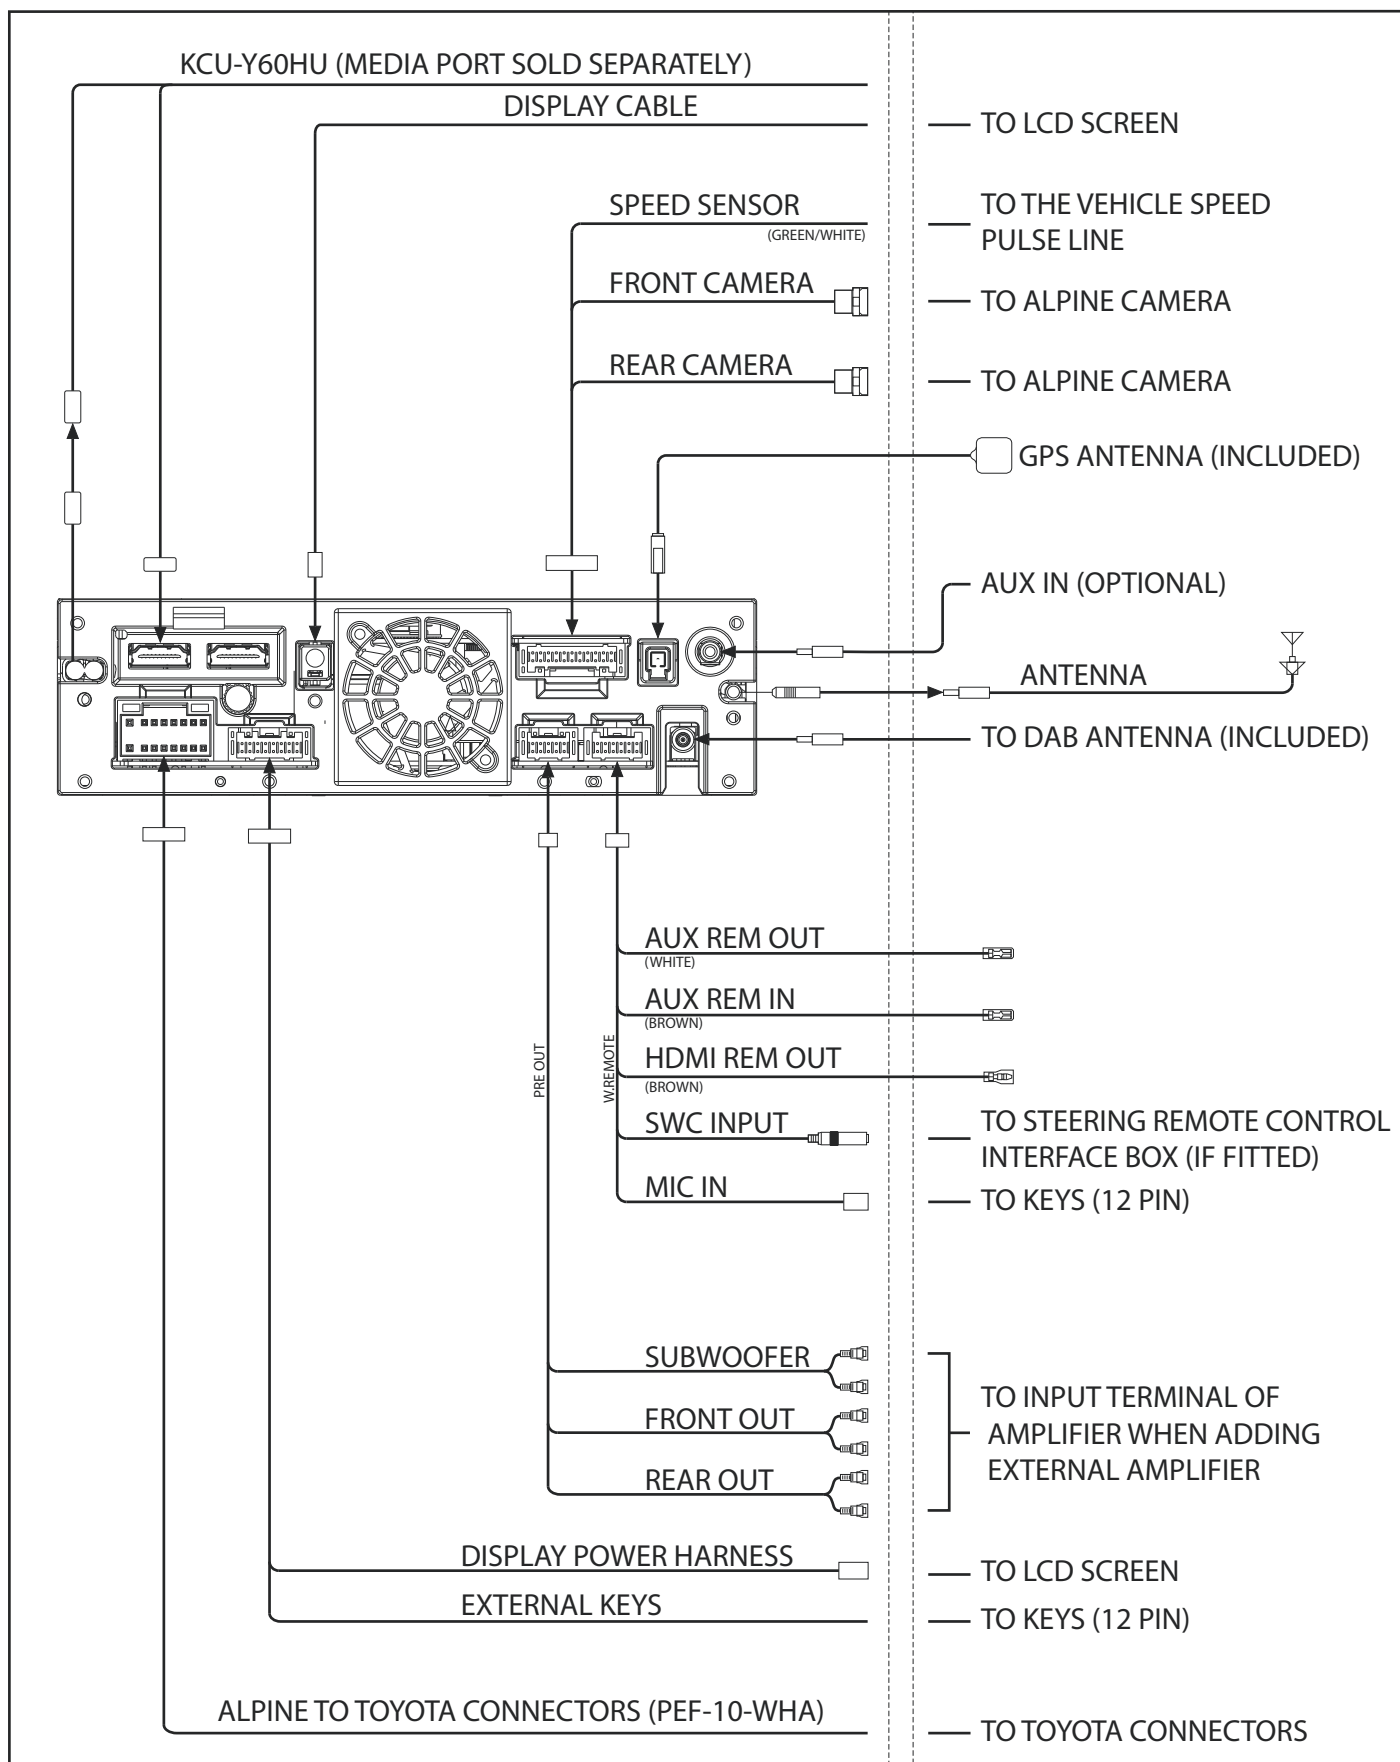 KCU-Y60HU (MEDIA PORT SOLD SEPARATELY)
DISPLAY CABLE
TO LCD SCREEN
SPEED SENSOR
(GREEN/WHITE)
TO THE VEHICLE SPEED
PULSE LINE
FRONT CAMERA
TO ALPINE CAMERA
REAR CAMERA
TO ALPINE CAMERA
GPS ANTENNA (INCLUDED)
AUX IN (OPTIONAL)
ANTENNA
TO DAB ANTENNA (INCLUDED)
AUX REM OUT
(WHITE)
AUX REM IN
(BROWN)
PRE OUT
W.REMOTE
HDMI REM OUT
(BROWN)
SWC INPUT
TO STEERING REMOTE CONTROL
INTERFACE BOX (IF FITTED)
MIC IN
TO KEYS (12 PIN)
SUBWOOFER
FRONT OUT
REAR OUT
TO INPUT TERMINAL OF
AMPLIFIER WHEN ADDING
EXTERNAL AMPLIFIER
DISPLAY POWER HARNESS
TO LCD SCREEN
EXTERNAL KEYS
TO KEYS (12 PIN)
ALPINE TO TOYOTA CONNECTORS (PEF-10-WHA)
TO TOYOTA CONNECTORS